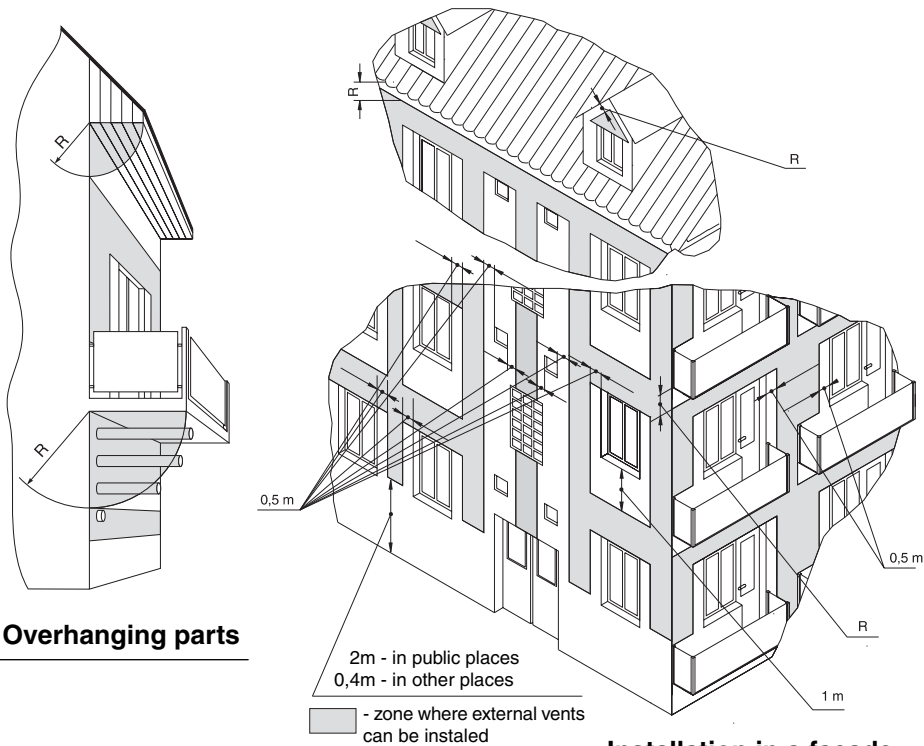 R
R
R
R
0,5 m
0,5 m
R
1 m
Overhanging parts
2m - in public places
0,4m - in other places
- zone where external vents
can be instaled
Installation in a facade